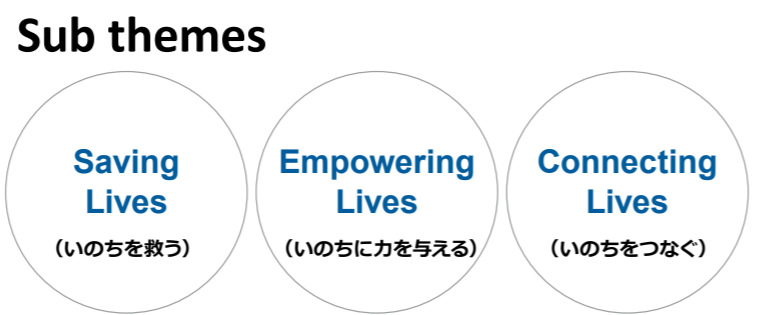 Sub themes
Saving
Lives
（いのちを救う）
Empowering
Lives
（いのちに力を与える）
Connecting
Lives
（いのちをつなぐ）